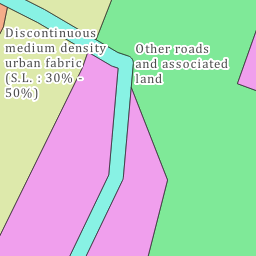 Discontinuous
medium density
urban fabric
(S.L. : 30% -
50%)
Other roads
and associated
land